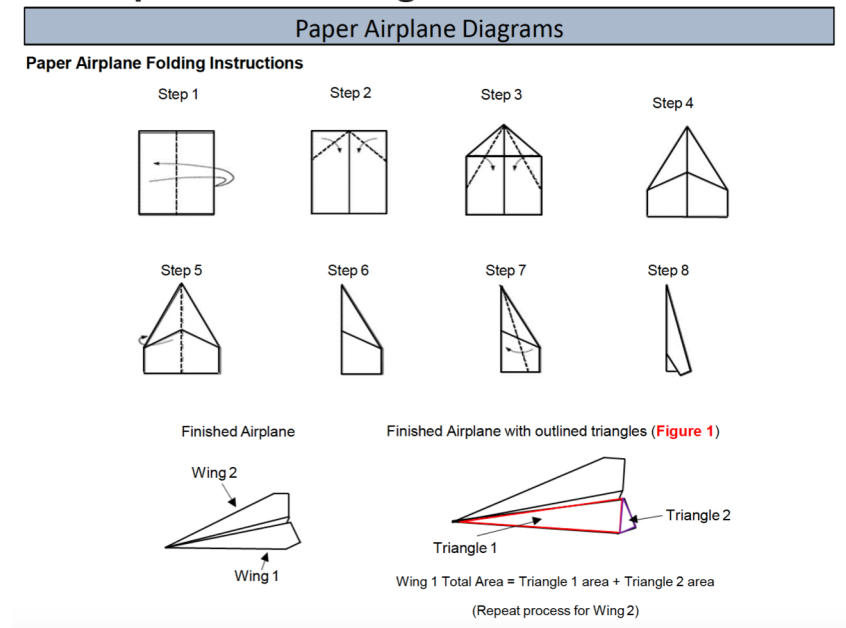 Paper Airplane Diagrams
Paper Airplane Folding Instructions
Step 1
Step 2
Step 3
Step 4
Step 5
Step 6
Step 7
Step 8
Finished Airplane
Finished Airplane with outlined triangles (Figure 1)
Wing 2
Wing 1
Triangle 2
Triangle 1
Wing 1 Total Area = Triangle 1 area + Triangle 2 area
(Repeat process for Wing 2)